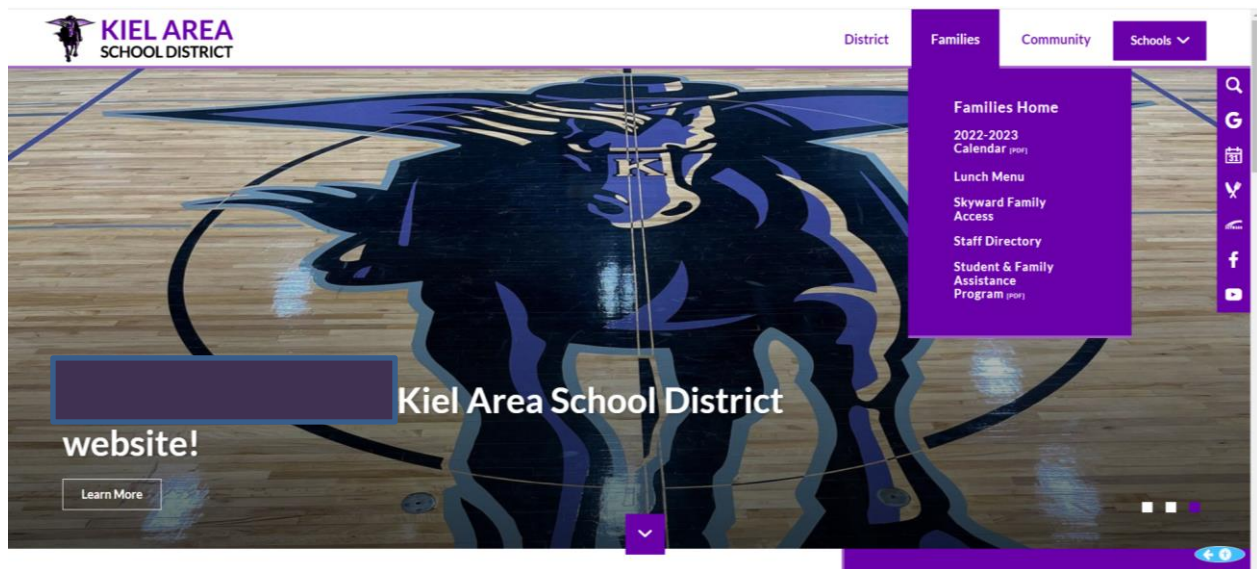 KIEL AREA
SCHOOL DISTRICT
District
Families
Community
Schools
Families Home
2022-2023
Calendar [PDF]
Lunch Menu
Skyward Family
Access
Staff Directory
Student & Family
Assistance
Program [PDF]
G
31
f
K
Kiel Area School District
website!
Learn More